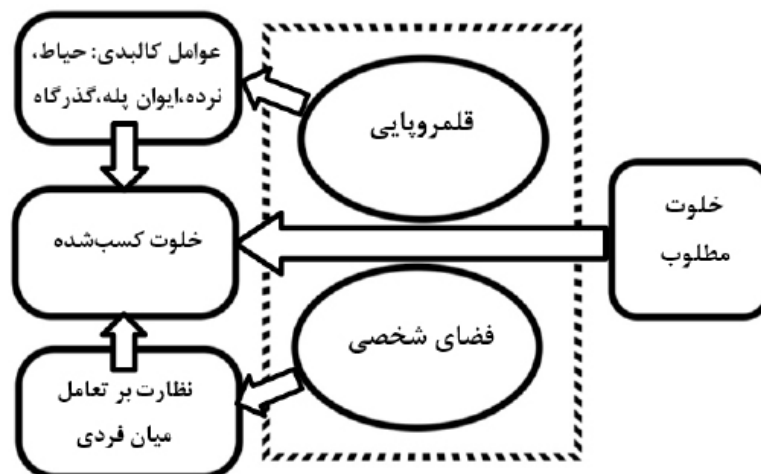 عوامل کالبدی: حیاط،
نرده،ایوان پله،گذرگاه
قلمروپایی
خلوت
مطلوب
خلوت کسب‌شده
فضای شخصی
نظارت بر تعامل
میان فردی